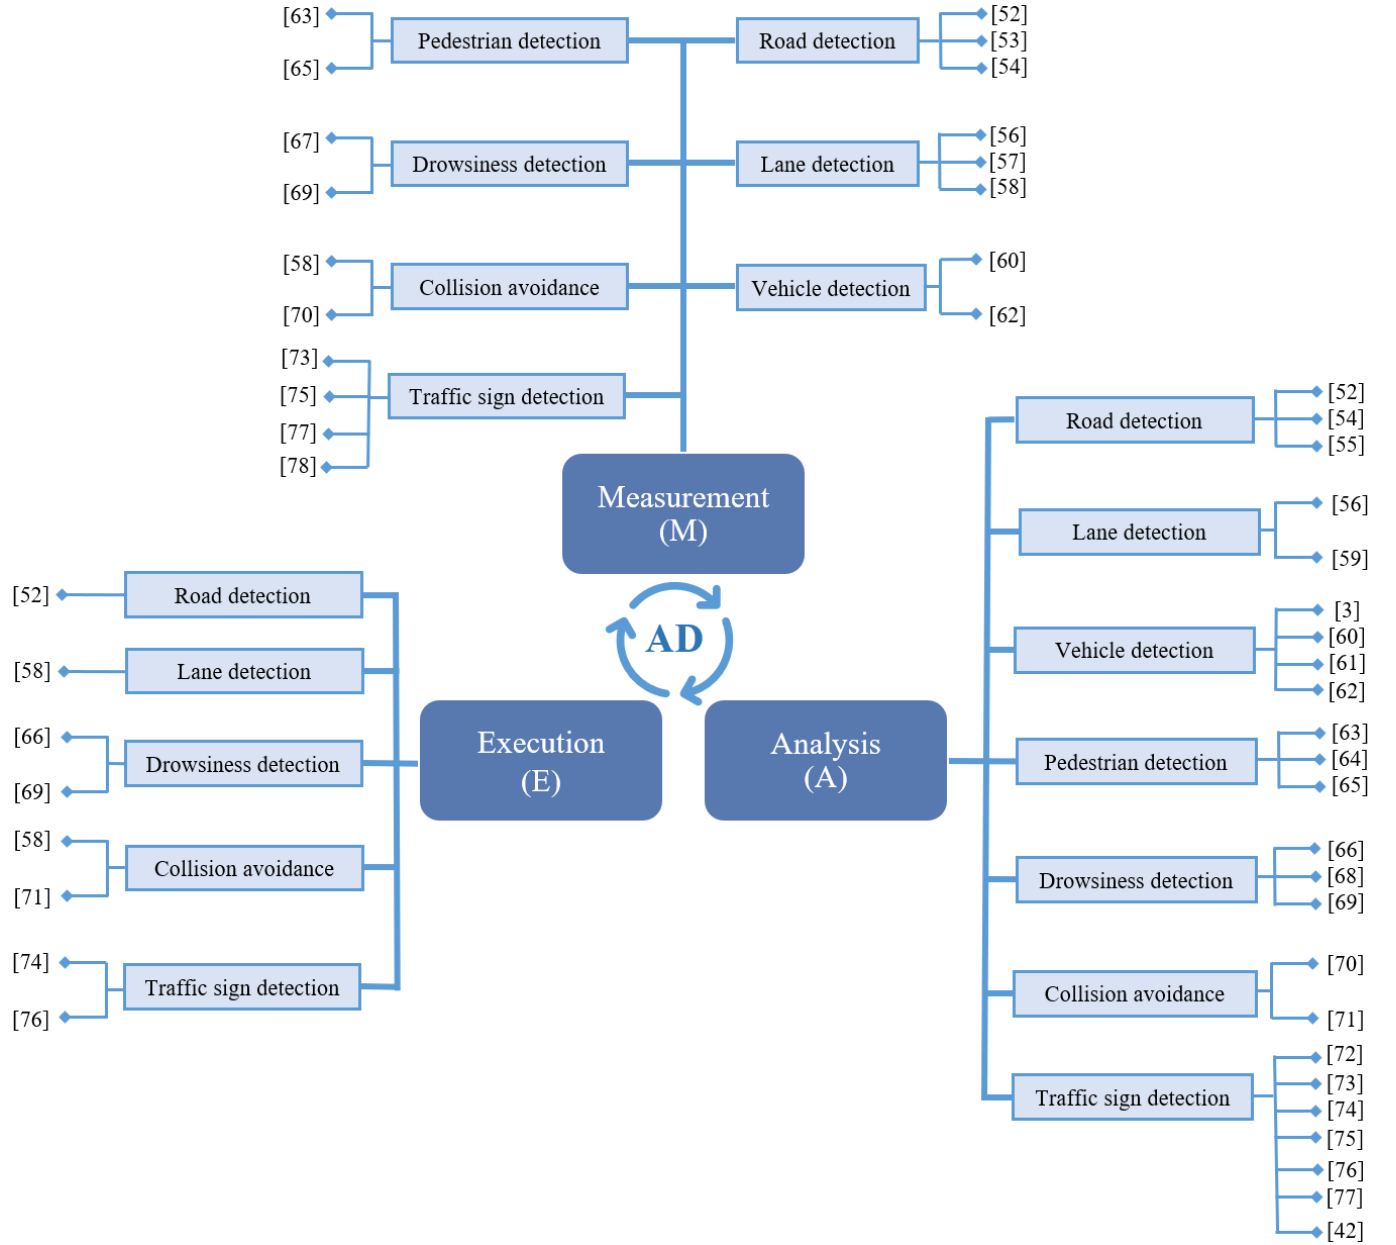 [63]
[65]
Pedestrian detection
Road detection
[52]
[53]
[54]
[67]
[69]
Drowsiness detection
Lane detection
[56]
[57]
[58]
[58]
[70]
Collision avoidance
Vehicle detection
[60]
[62]
[73]
[75]
[77]
[78]
Traffic sign detection
Measurement
(M)
AD
Execution
(E)
Analysis
(A)
[52]
Road detection
[58]
Lane detection
[66]
[69]
Drowsiness detection
[58]
[71]
Collision avoidance
[74]
[76]
Traffic sign detection
Road detection
[52]
[54]
[55]
Lane detection
[56]
[59]
Vehicle detection
[3]
[60]
[61]
[62]
Pedestrian detection
[63]
[64]
[65]
Drowsiness detection
[66]
[68]
[69]
Collision avoidance
[70]
[71]
Traffic sign detection
[72]
[73]
[74]
[75]
[76]
[77]
[42]